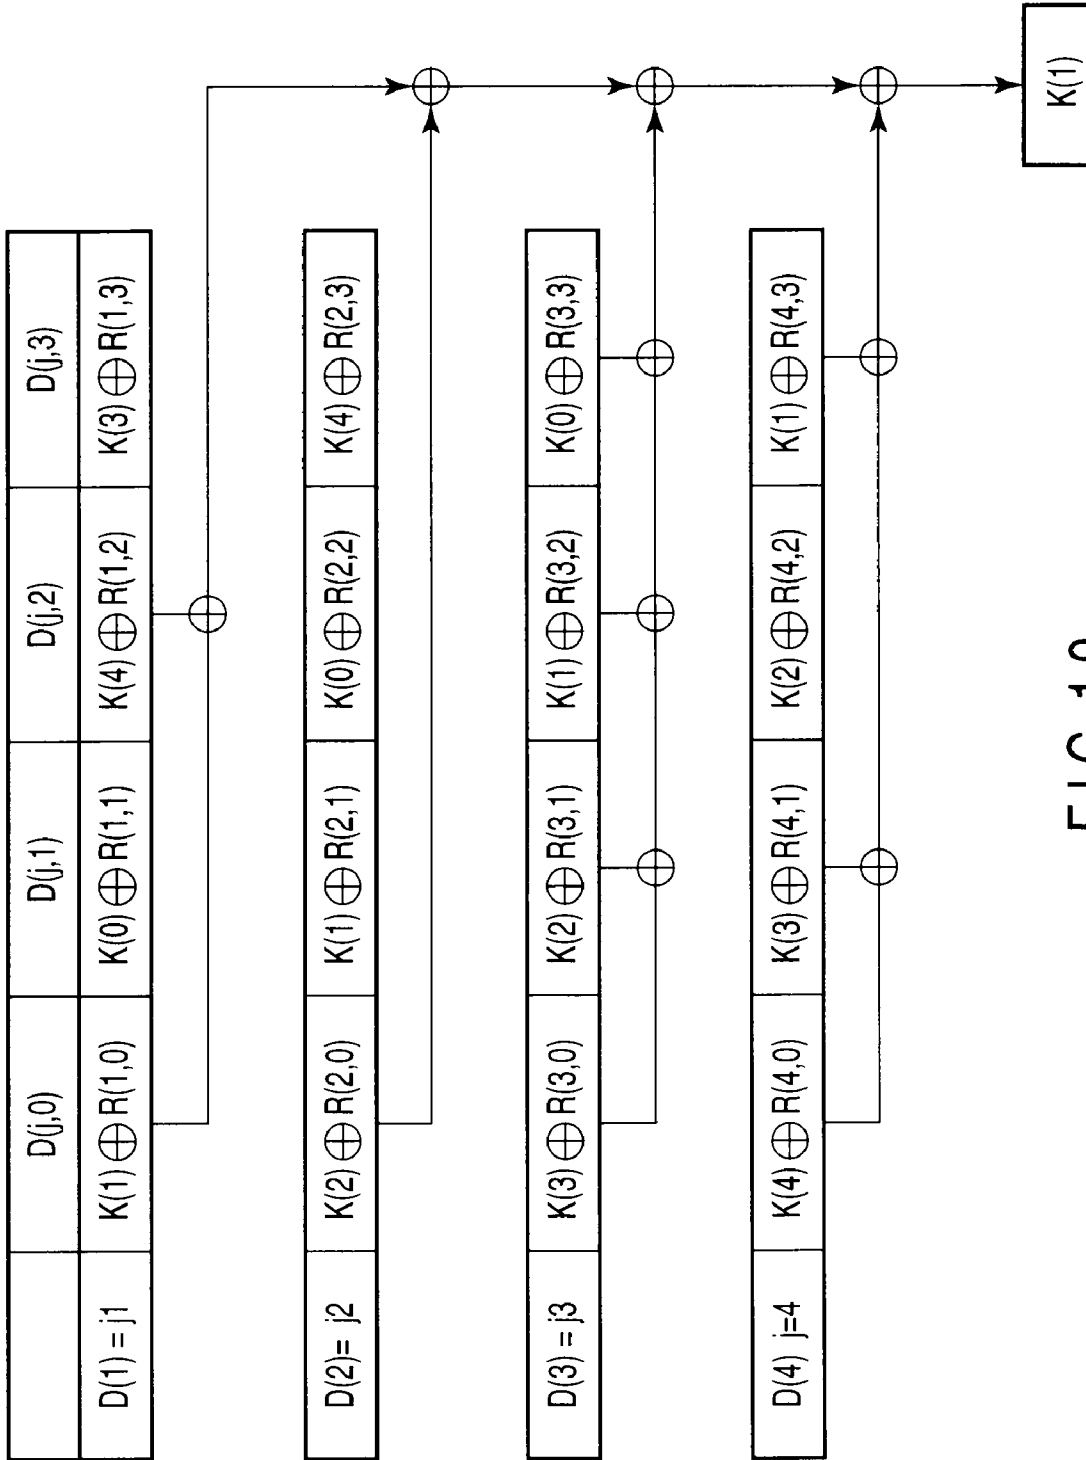 D(j,0) D(j,1) D(j,2) D(j,3)
D(1) = j1 K(1)⊕R(1,0) K(0)⊕R(1,1) K(4)⊕R(1,2) K(3)⊕R(1,3)
D(2)= j2 K(2)⊕R(2,0) K(1)⊕R(2,1) K(0)⊕R(2,2) K(4)⊕R(2,3)
D(3) = j3 K(3)⊕R(3,0) K(2)⊕R(3,1) K(1)⊕R(3,2) K(0)⊕R(3,3)
D(4) j=4 K(4)⊕R(4,0) K(3)⊕R(4,1) K(2)⊕R(4,2) K(1)⊕R(4,3)
K(1)